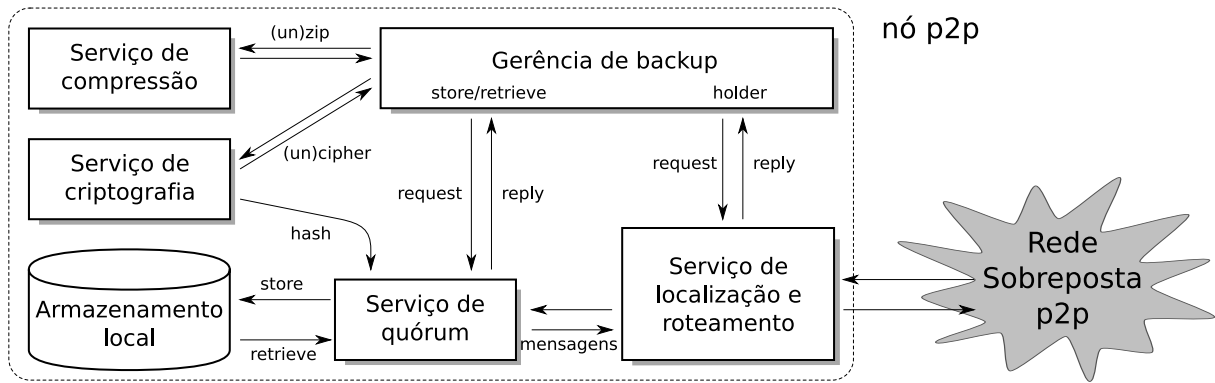 nó p2p
Serviço de
compressão
(un)zip
Gerência de backup
store/retrieve
holder
Serviço de
criptografia
(un)cipher
request
reply
request
reply
hash
Armazenamento
local
store
retrieve
Serviço de
quórum
mensagens
Serviço de
localização e
roteamento
Rede
Sobreposta
p2p